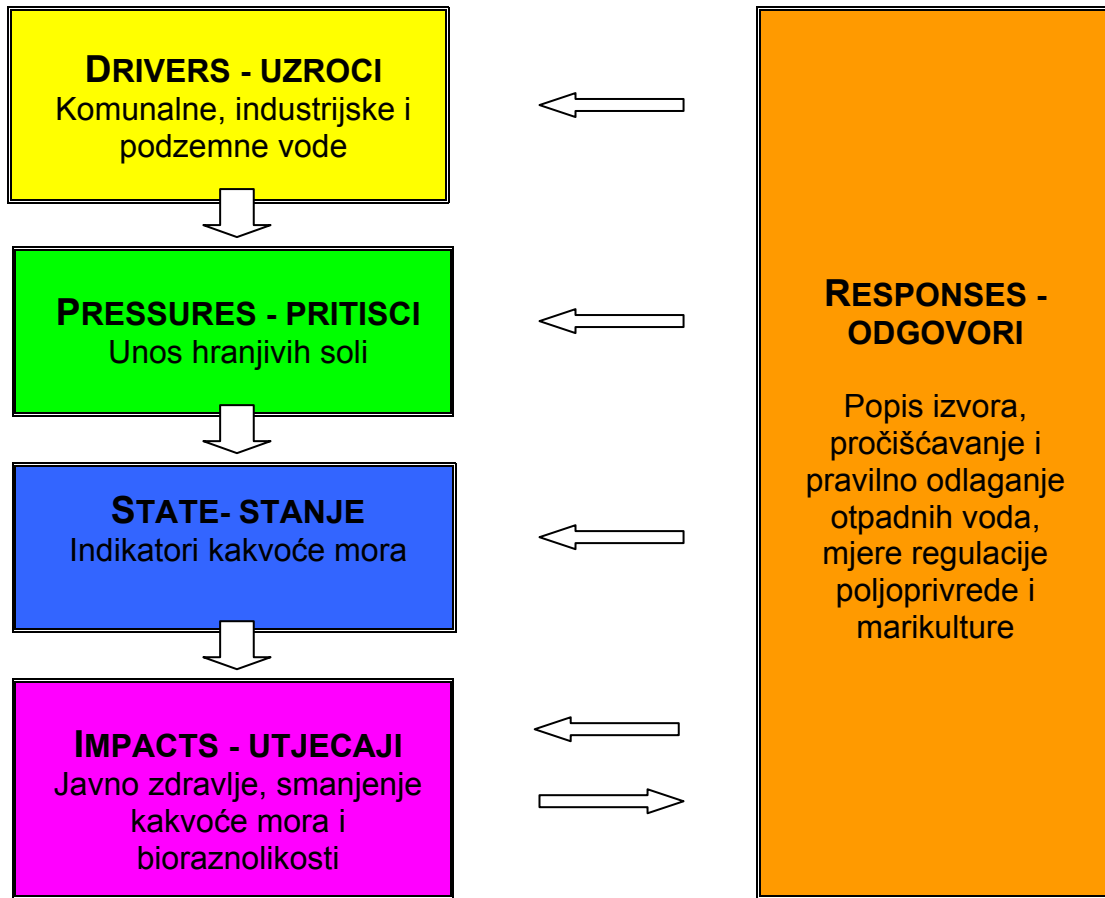 DRIVERS - UZROCI
Komunalne, industrijske i
podzemne vode
PRESSURES - PRITISCI
Unos hranjivih soli
STATE- STANJE
Indikatori kakvoće mora
IMPACTS - UTJECAJI
Javno zdravlje, smanjenje
kakvoće mora i
bioraznolikosti
RESPONSES -
ODGOVORI
Popis izvora,
pročišćavanje i
pravilno odlaganje
otpadnih voda,
mjere regulacije
poljoprivrede i
marikulture